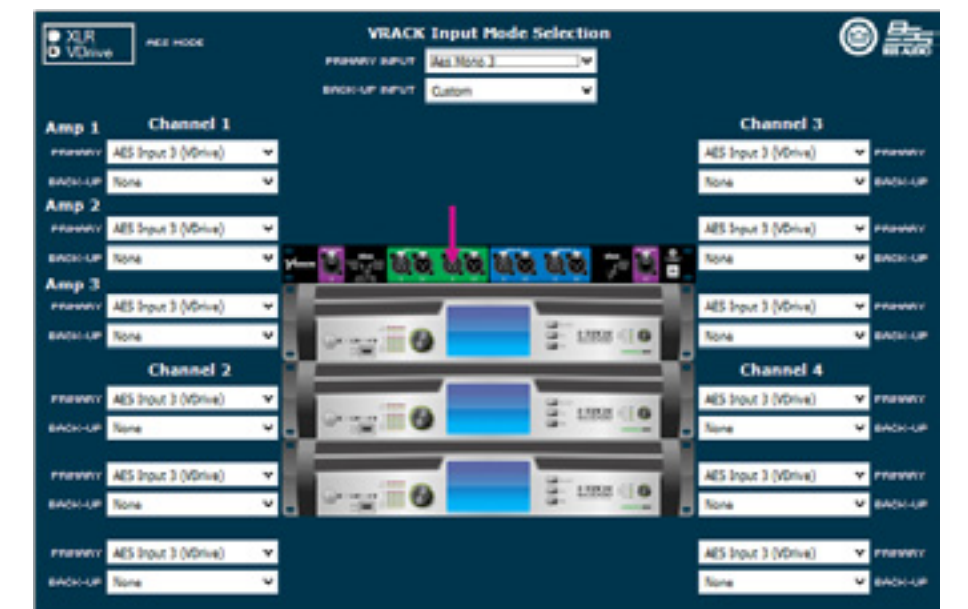 XLR
VDrive
AES MODE
VRACK Input Mode Selection
PRIMARY INPUT Aes Mono 3
BACK-UP INPUT Custom
BSS AUDIO
Amp 1 Channel 1
PRIMARY AES Input 3 (VDrive)
BACK-UP None
Amp 2
PRIMARY AES Input 3 (VDrive)
BACK-UP None
Amp 3
PRIMARY AES Input 3 (VDrive)
BACK-UP None
Channel 2
PRIMARY AES Input 3 (VDrive)
BACK-UP None
PRIMARY AES Input 3 (VDrive)
BACK-UP None
PRIMARY AES Input 3 (VDrive)
BACK-UP None
Channel 3
AES Input 3 (VDrive) PRIMARY
None BACK-UP
AES Input 3 (VDrive) PRIMARY
None BACK-UP
AES Input 3 (VDrive) PRIMARY
None BACK-UP
Channel 4
AES Input 3 (VDrive) PRIMARY
None BACK-UP
AES Input 3 (VDrive) PRIMARY
None BACK-UP
AES Input 3 (VDrive) PRIMARY
None BACK-UP